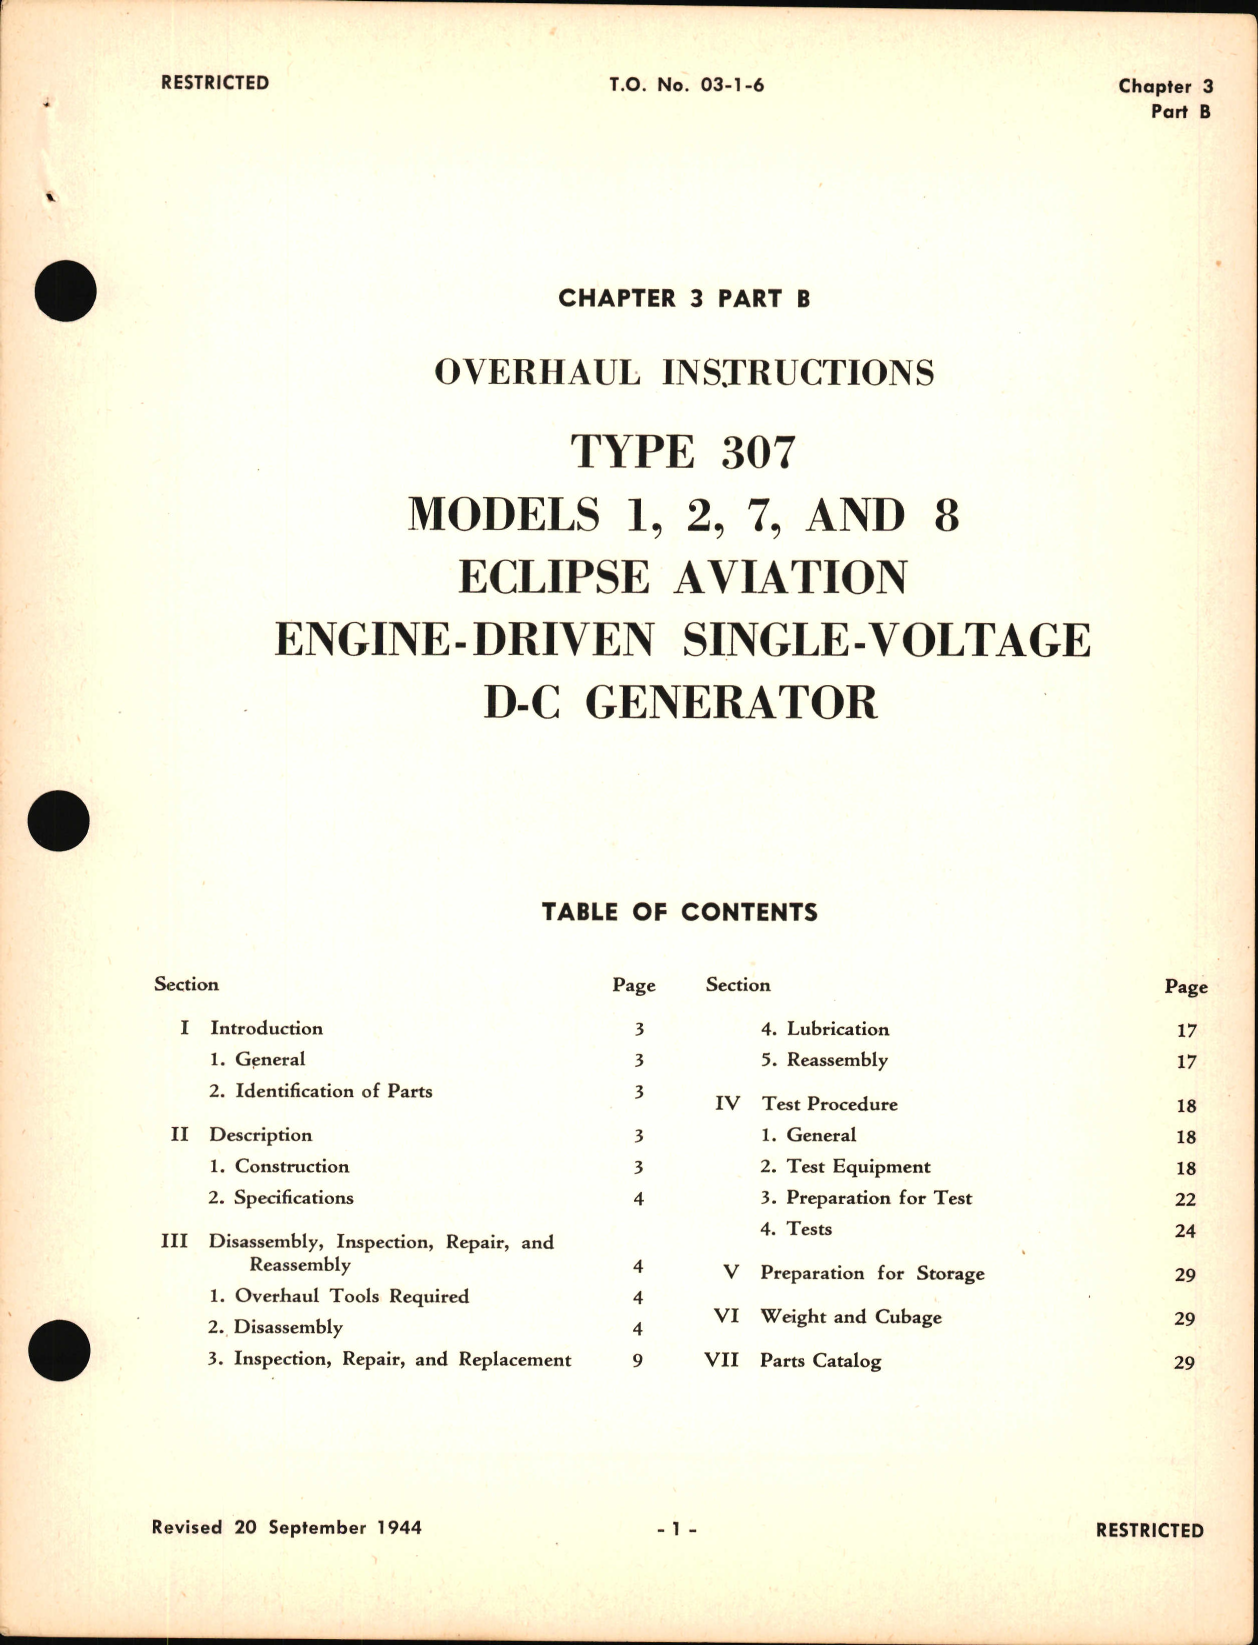 RESTRICTED T.O. No. 03-1-6 Chapter 3
Part B
CHAPTER 3 PART B
OVERHAUL INSTRUCTIONS
TYPE 307
MODELS 1, 2, 7, AND 8
ECLIPSE AVIATION
ENGINE-DRIVEN SINGLE-VOLTAGE
D-C GENERATOR
TABLE OF CONTENTS
Section Page
I Introduction 3
1. General 3
2. Identification of Parts 3
II Description 3
1. Construction 3
2. Specifications 4
III Disassembly, Inspection, Repair, and
Reassembly 4
1. Overhaul Tools Required 4
2. Disassembly 4
3. Inspection, Repair, and Replacement 9
Section Page
4. Lubrication 17
5. Reassembly 17
IV Test Procedure 18
1. General 18
2. Test Equipment 18
3. Preparation for Test 22
4. Tests 24
V Preparation for Storage 29
VI Weight and Cubage 29
VII Parts Catalog 29
Revised 20 September 1944 - 1 - RESTRICTED